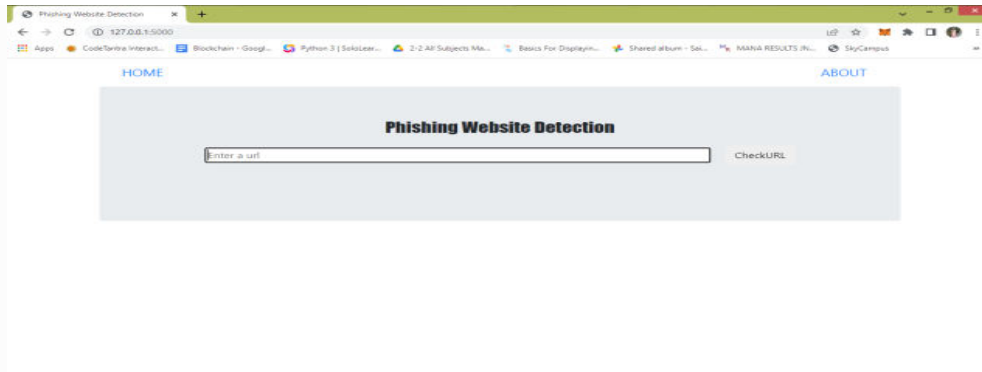 Phishing Website Detection
127.0.0.1:5000
Apps CodeTantra Interact... Blockchain - Googl... Python 3 | SoloLear... 2-2 All Subjects Ma... Basics For Displayin... Shared album - Sai... MANA RESULTS IN... SkyCampus
HOME ABOUT
Phishing Website Detection
Enter a url CheckURL